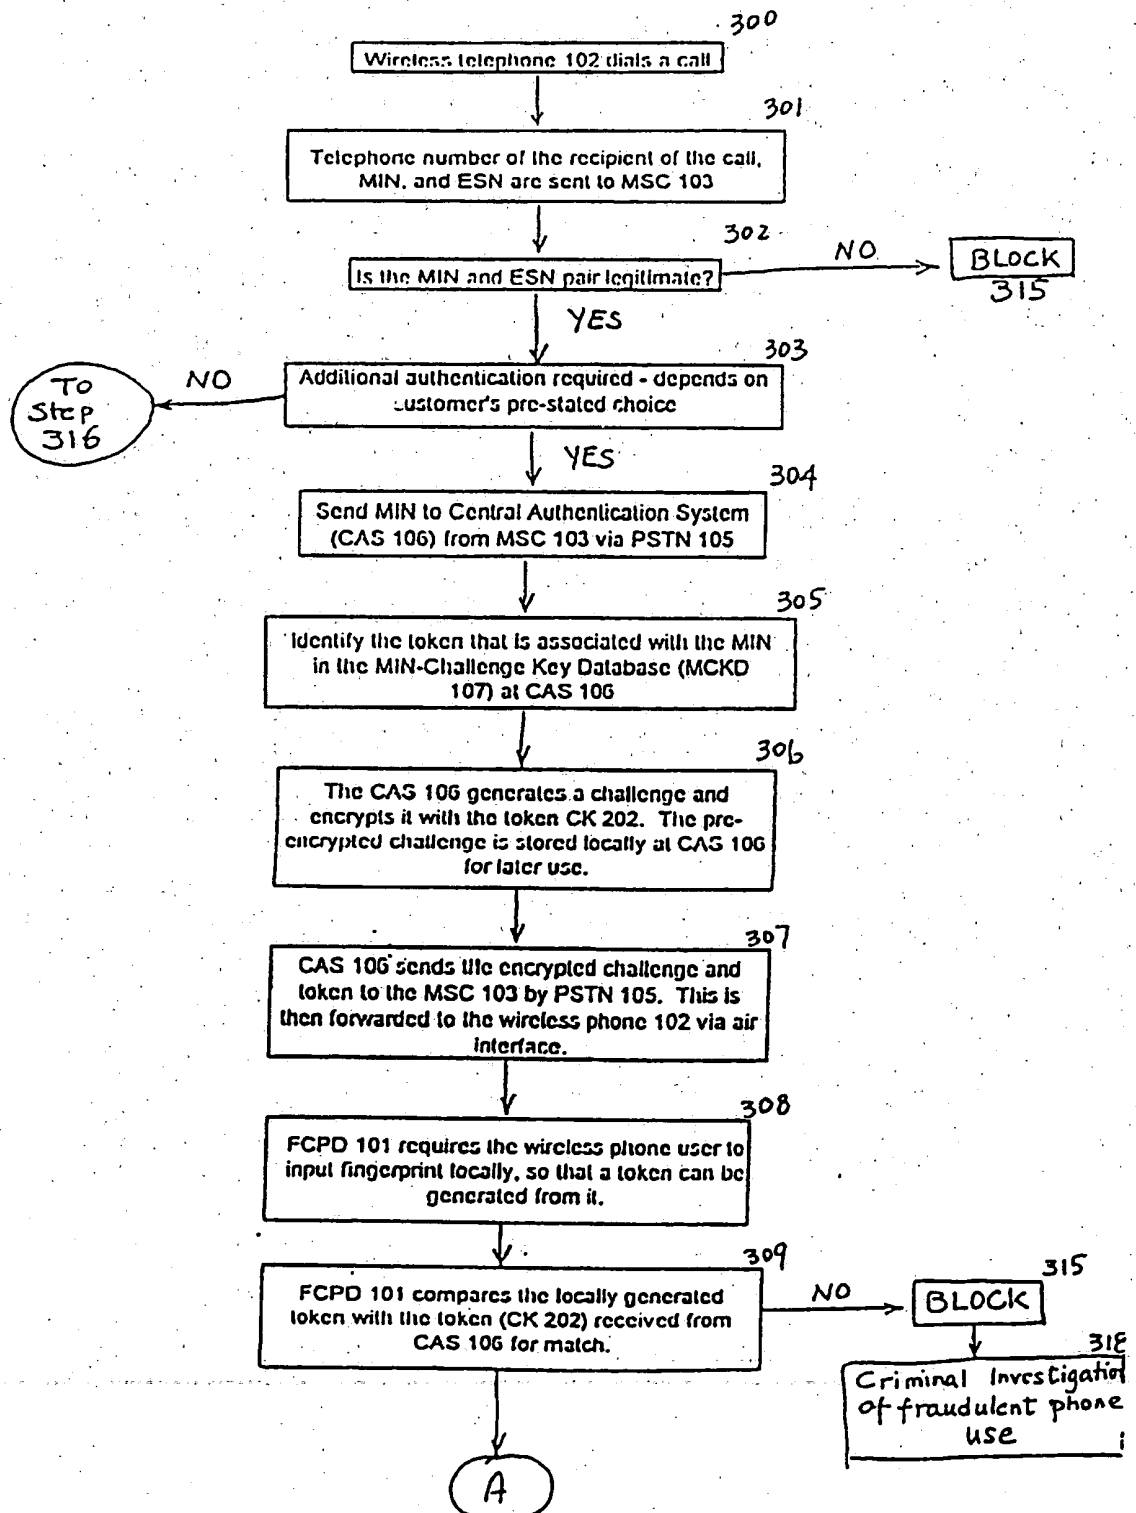 300
Wireless telephone 102 dials a call
301
Telephone number of the recipient of the call,
MIN, and ESN are sent to MSC 103
302
Is the MIN and ESN pair legitimate?
NO
BLOCK
315
YES
303
Additional authentication required - depends on
customer's pre-stated choice
NO
TO
Step
316
YES
304
Send MIN to Central Authentication System
(CAS 106) from MSC 103 via PSTN 105
305
Identify the token that is associated with the MIN
in the MIN-Challenge Key Database (MCKD
107) at CAS 106
306
The CAS 106 generates a challenge and
encrypts it with the token CK 202. The pre-
encrypted challenge is stored locally at CAS 106
for later use.
307
CAS 106 sends the encrypted challenge and
token to the MSC 103 by PSTN 105. This is
then forwarded to the wireless phone 102 via air
interface.
308
FCPD 101 requires the wireless phone user to
input fingerprint locally, so that a token can be
generated from it.
309
FCPD 101 compares the locally generated
token with the token (CK 202) received from
CAS 106 for match.
NO
315
BLOCK
318
Criminal Investigation
of fraudulent phone
use
A